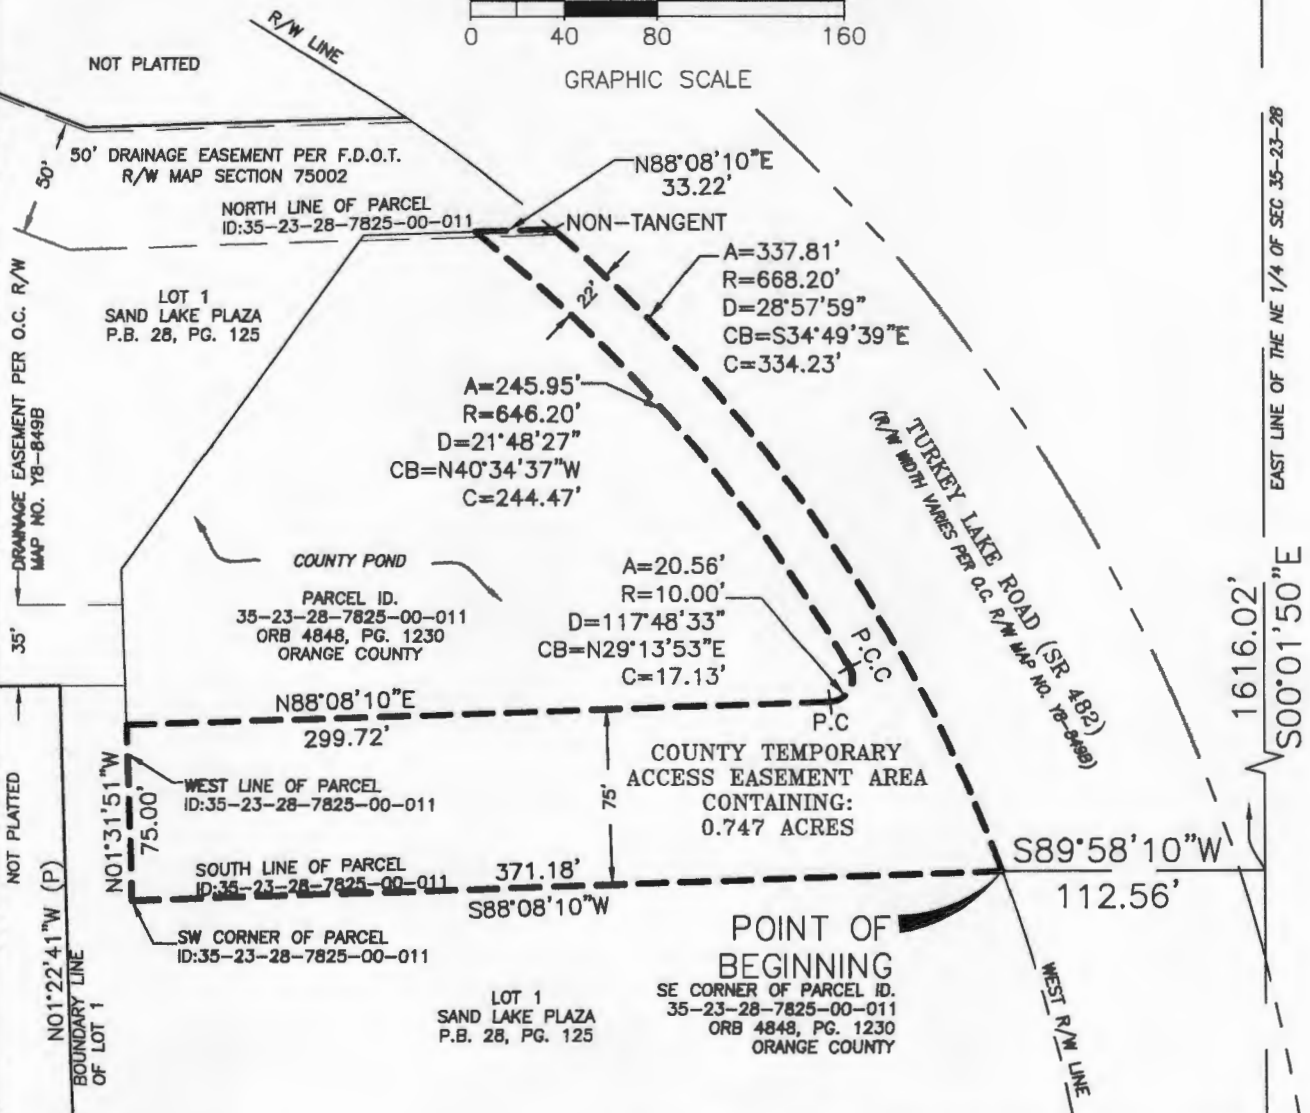 0 40 80 160
GRAPHIC SCALE
R/W LINE
NOT PLATTED
50' DRAINAGE EASEMENT PER F.D.O.T.
R/W MAP SECTION 75002
50'
NORTH LINE OF PARCEL
ID:35-23-28-7825-00-011
N88°08'10"E
33.22'
NON-TANGENT
22'
A=337.81'
R=668.20'
D=28°57'59"
CB=S34°49'39"E
C=334.23'
LOT 1
SAND LAKE PLAZA
P.B. 28, PG. 125
DRAINAGE EASEMENT PER O.C. R/W
MAP NO. Y8-849B
35'
A=245.95'
R=646.20'
D=21°48'27"
CB=N40°34'37"W
C=244.47'
TURKEY LAKE ROAD (SR 482)
(R/W WIDTH VARIES PER O.C. R/W MAP NO. Y8-849B)
EAST LINE OF THE NE 1/4 OF SEC 35-23-28
1616.02'
S00°01'50"E
COUNTY POND
PARCEL ID.
35-23-28-7825-00-011
ORB 4848, PG. 1230
ORANGE COUNTY
A=20.56'
R=10.00'
D=117°48'33"
CB=N29°13'53"E
C=17.13'
P.C.C
P.C
N88°08'10"E
299.72'
COUNTY TEMPORARY
ACCESS EASEMENT AREA
CONTAINING:
0.747 ACRES
75'
WEST LINE OF PARCEL
ID:35-23-28-7825-00-011
N01°31'51"W
75.00'
NOT PLATTED
SOUTH LINE OF PARCEL
ID:35-23-28-7825-00-011
371.18'
S88°08'10"W
S89°58'10"W
112.56'
SW CORNER OF PARCEL
ID:35-23-28-7825-00-011
N01°22'41"W (P)
BOUNDARY LINE
OF LOT 1
LOT 1
SAND LAKE PLAZA
P.B. 28, PG. 125
POINT OF
BEGINNING
SE CORNER OF PARCEL ID.
35-23-28-7825-00-011
ORB 4848, PG. 1230
ORANGE COUNTY
WEST R/W LINE